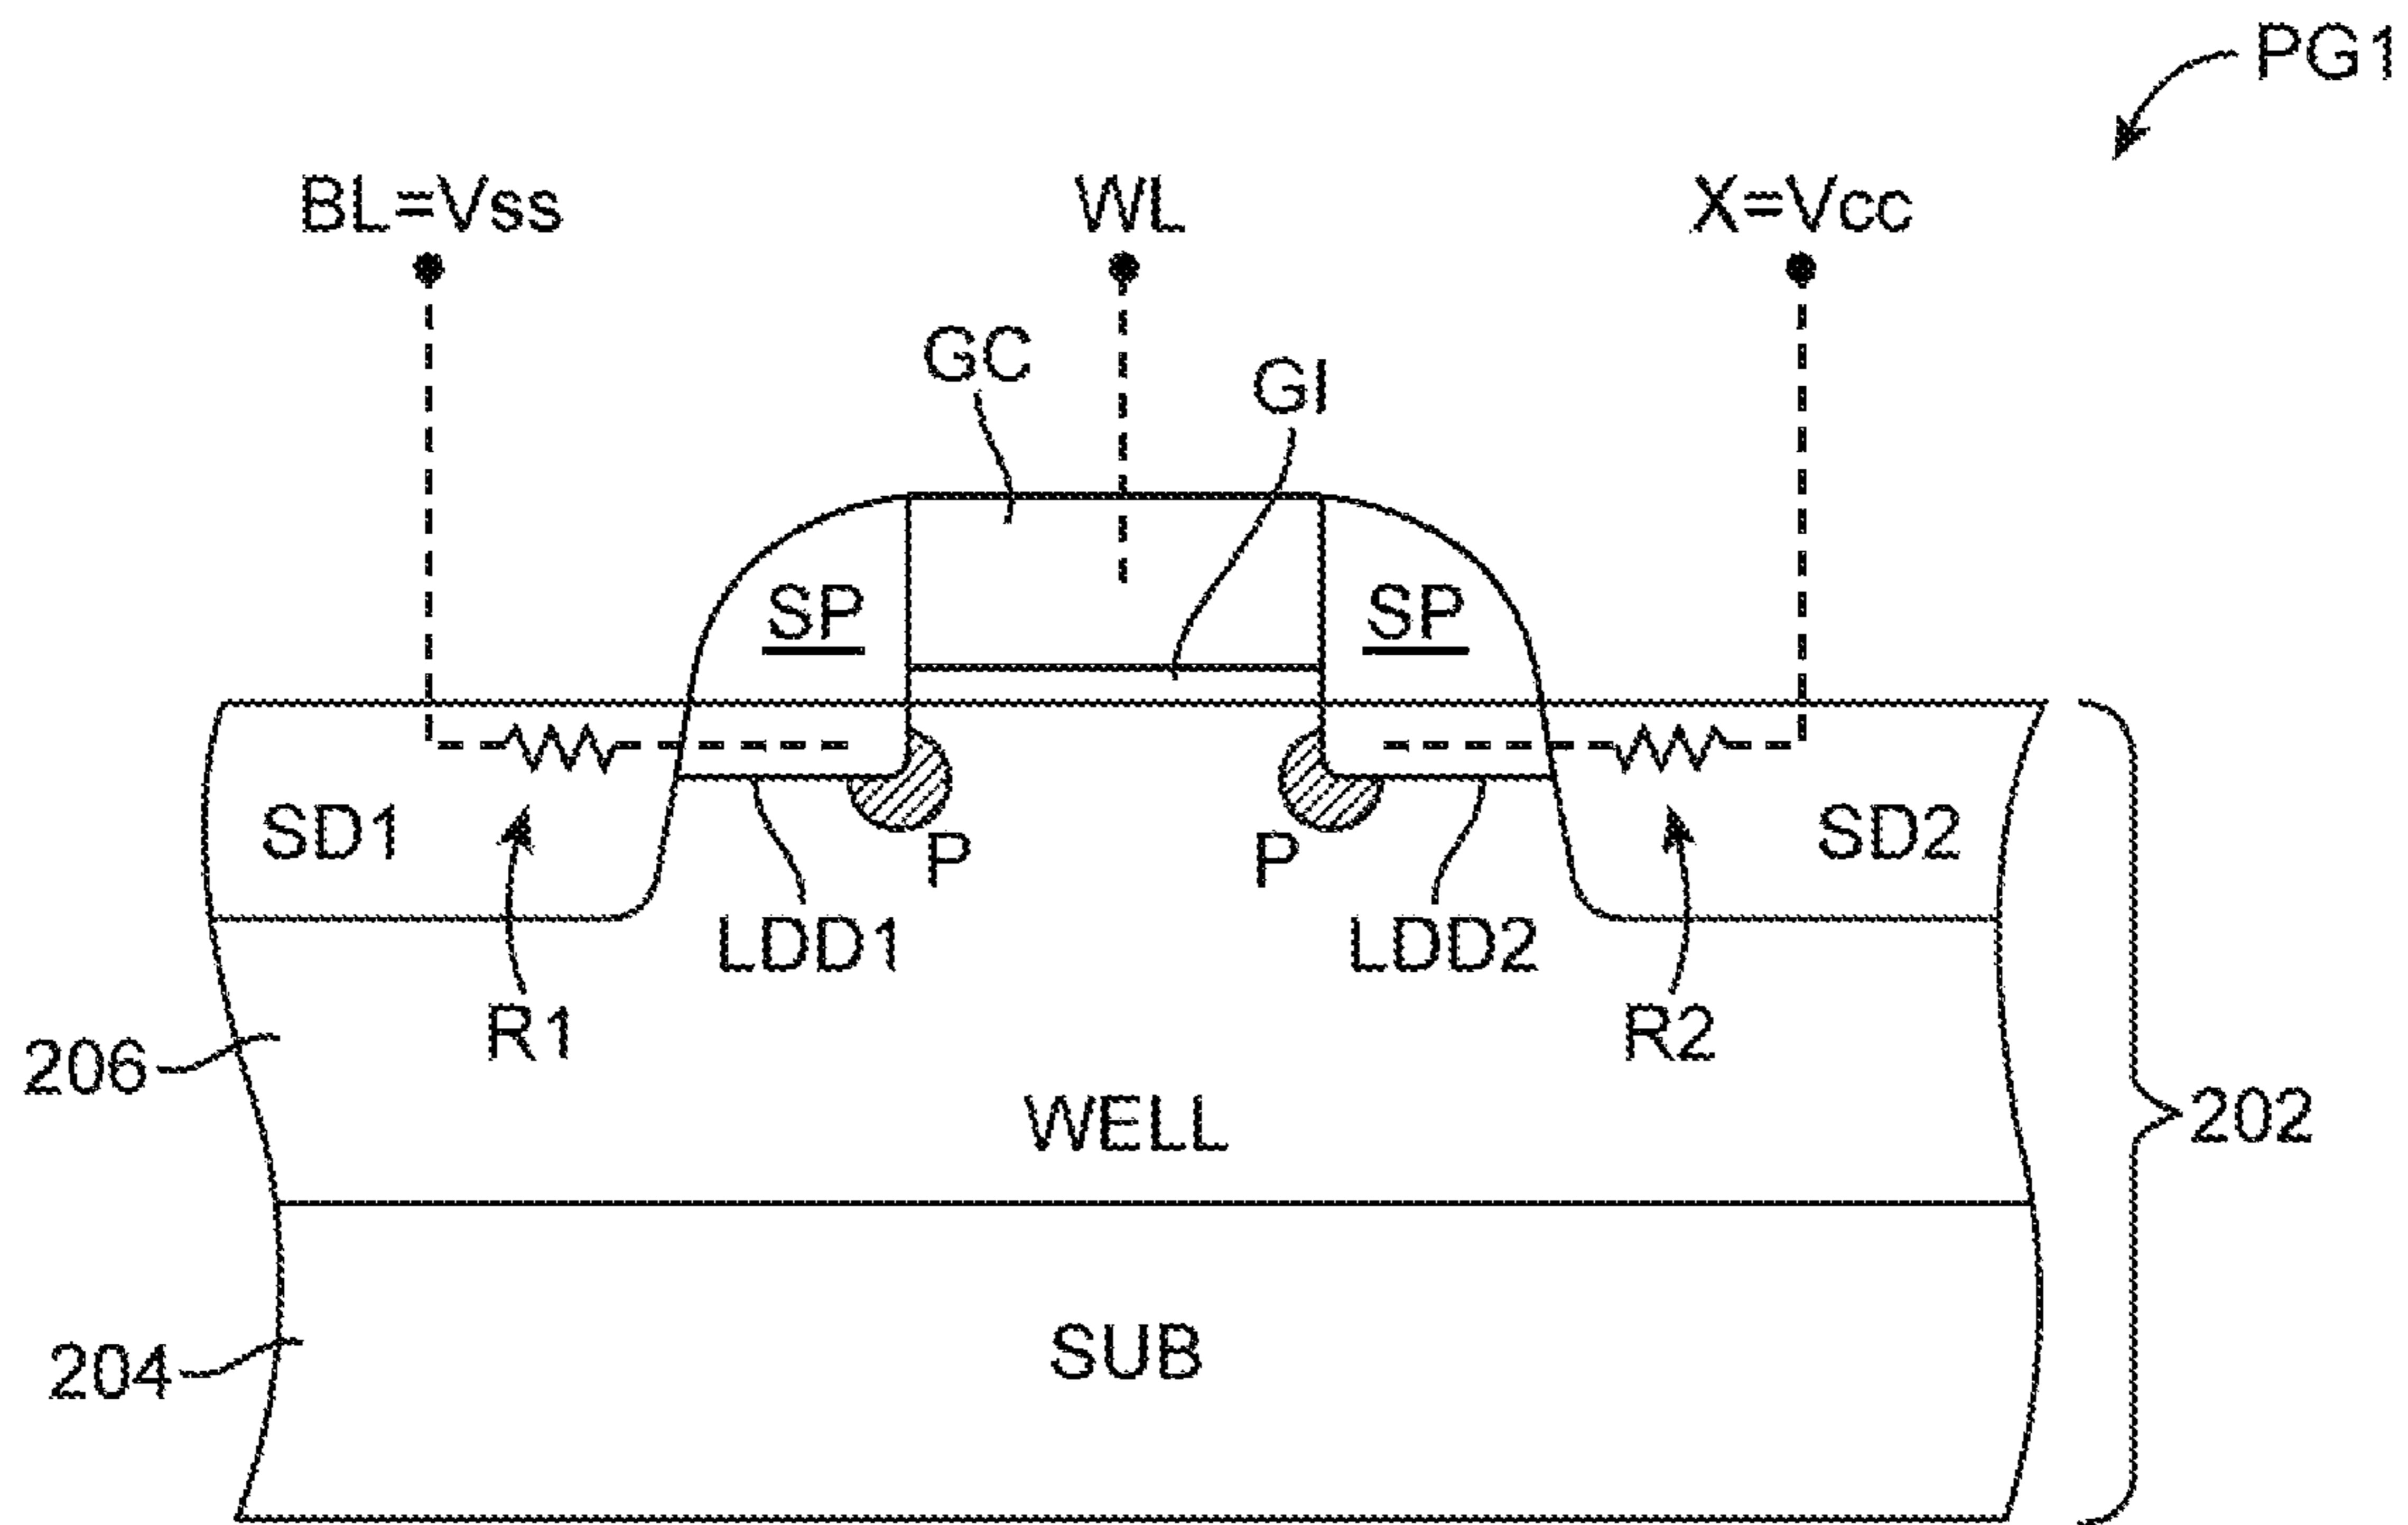 PG1
BL=Vss
WL
X=Vcc
GC
GI
SP
SP
SD1
SD2
P
P
LDD1
LDD2
R1
R2
206
WELL
202
204
SUB